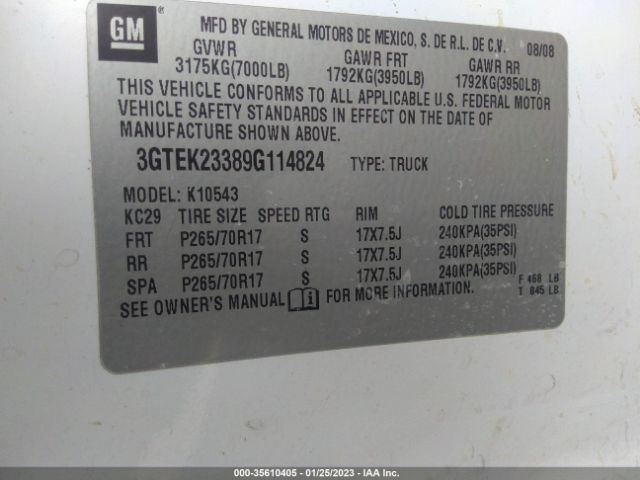 GM ®
MFD BY GENERAL MOTORS DE MEXICO, S. DE R.L. DE C.V. 08/08
GVWR GAWR FRT GAWR RR
3175KG(7000LB) 1792KG(3950LB) 1792KG(3950LB)
THIS VEHICLE CONFORMS TO ALL APPLICABLE U.S. FEDERAL MOTOR
VEHICLE SAFETY STANDARDS IN EFFECT ON THE DATE OF
MANUFACTURE SHOWN ABOVE.
3GTEK23389G114824 TYPE: TRUCK
MODEL: K10543
KC29 TIRE SIZE SPEED RTG RIM COLD TIRE PRESSURE
FRT P265/70R17 S 17X7.5J 240KPA(35PSI)
RR P265/70R17 S 17X7.5J 240KPA(35PSI)
SPA P265/70R17 S 17X7.5J 240KPA(35PSI)
SEE OWNER'S MANUAL i FOR MORE INFORMATION.
F 468 LB
T 845 LB
000-35610405 - 01/25/2023 - IAA Inc.